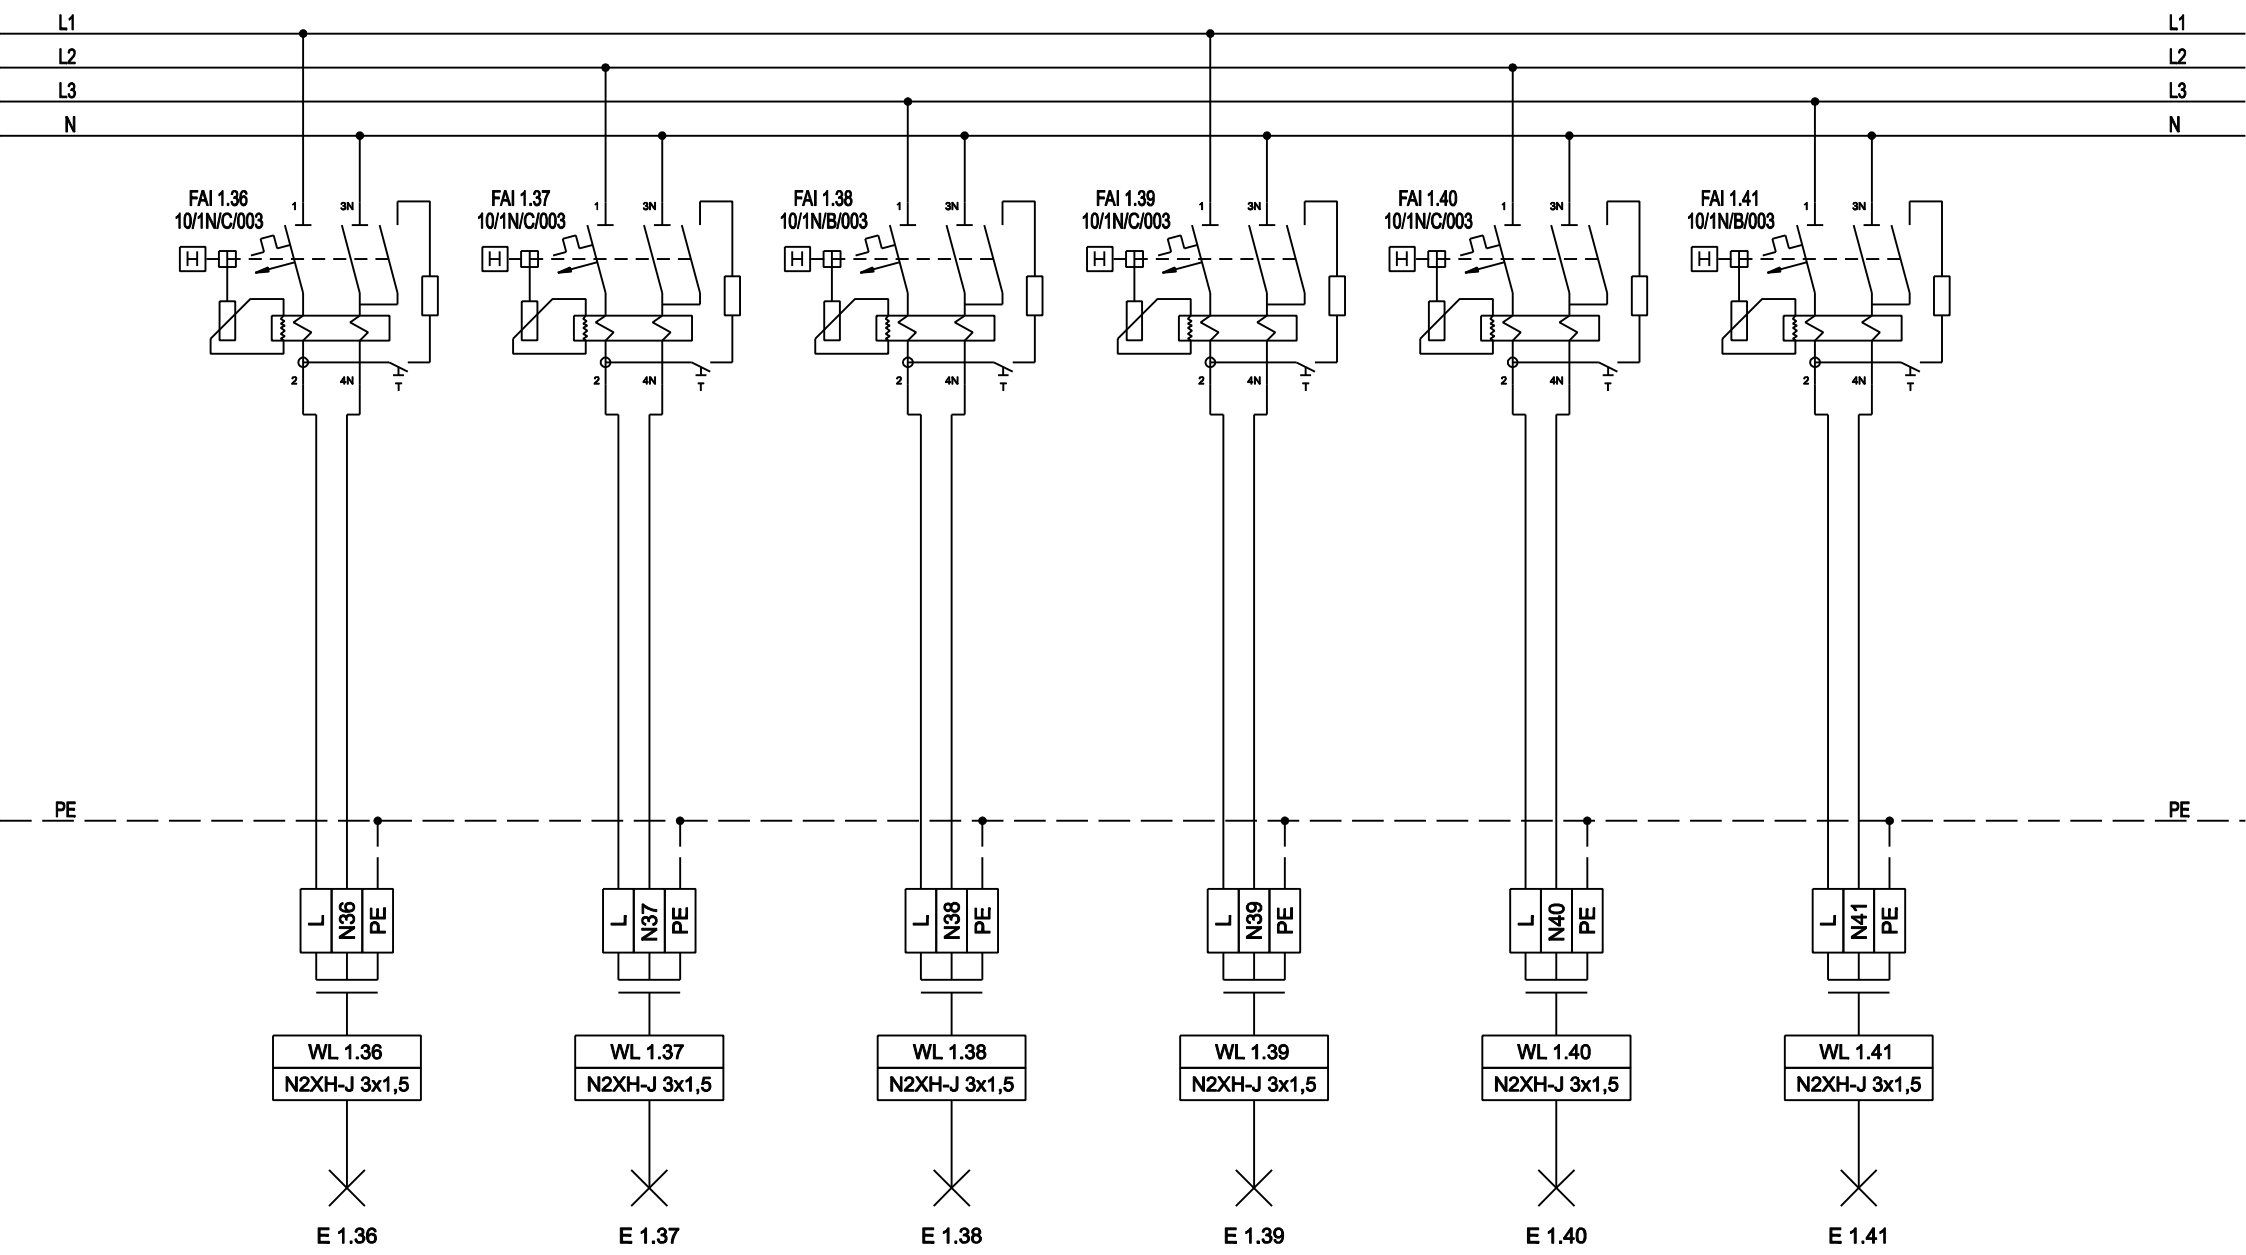 L1 L1
L2 L2
L3 L3
N N
FAI 1.36 FAI 1.37 FAI 1.38 FAI 1.39 FAI 1.40 FAI 1.41
10/1N/C/003 10/1N/C/003 10/1N/B/003 10/1N/C/003 10/1N/C/003 10/1N/B/003
1 3N 1 3N 1 3N 1 3N 1 3N 1 3N
H H H H H H
2 4N T 2 4N T 2 4N T 2 4N T 2 4N T 2 4N T
PE PE
L N36 PE L N37 PE L N38 PE L N39 PE L N40 PE L N41 PE
WL 1.36 WL 1.37 WL 1.38 WL 1.39 WL 1.40 WL 1.41
N2XH-J 3x1,5 N2XH-J 3x1,5 N2XH-J 3x1,5 N2XH-J 3x1,5 N2XH-J 3x1,5 N2XH-J 3x1,5
E 1.36 E 1.37 E 1.38 E 1.39 E 1.40 E 1.41